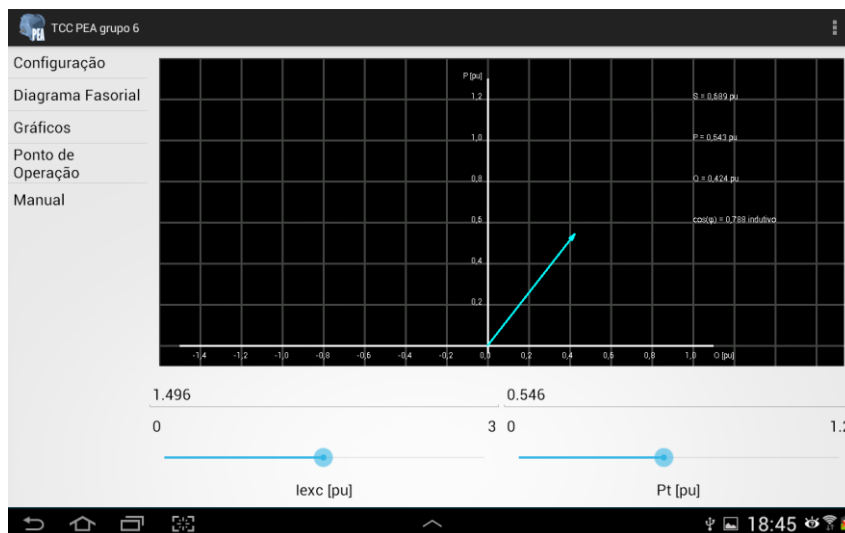 TCC PEA grupo 6
Configuração
Diagrama Fasorial
Gráficos
Ponto de
Operação
Manual
P [pu]
1,2
1,0
0,8
0,6
0,4
0,2
S = 0,689 pu
P = 0,543 pu
Q = 0,424 pu
cos(φ) = 0,788 indutivo
-1,4 -1,2 -1,0 -0,8 -0,6 -0,4 -0,2 0,0 0,2 0,4 0,6 0,8 1,0 Q [pu]
1.496 0.546
0 3 0 1.2
Iexc [pu] Pt [pu]
18:45